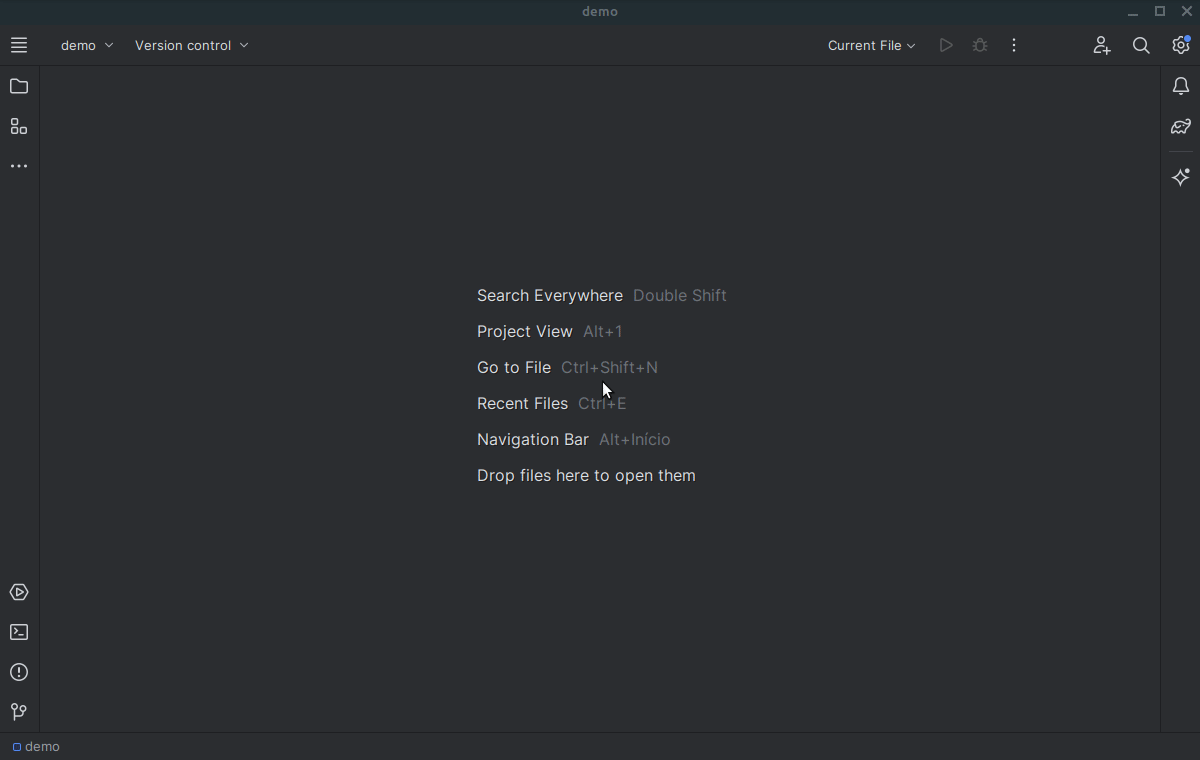 demo
demo Version control Current File
Search Everywhere Double Shift
Project View Alt+1
Go to File Ctrl+Shift+N
Recent Files Ctrl+E
Navigation Bar Alt+Início
Drop files here to open them
demo